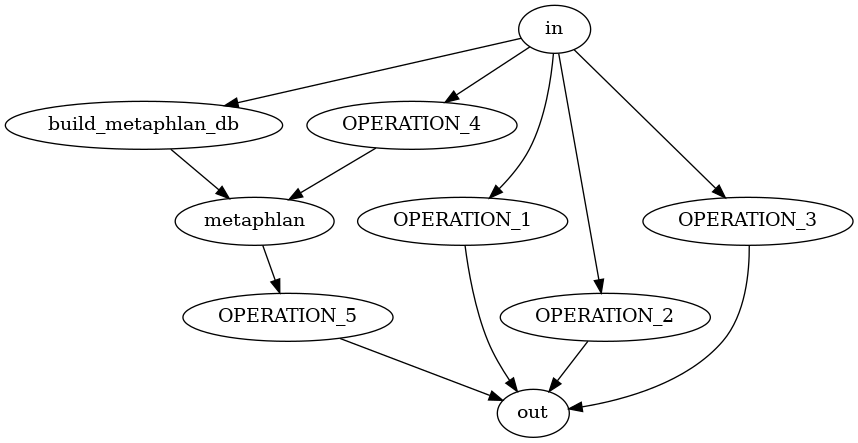 in
build_metaphlan_db
OPERATION_4
metaphlan
OPERATION_1
OPERATION_3
OPERATION_5
OPERATION_2
out